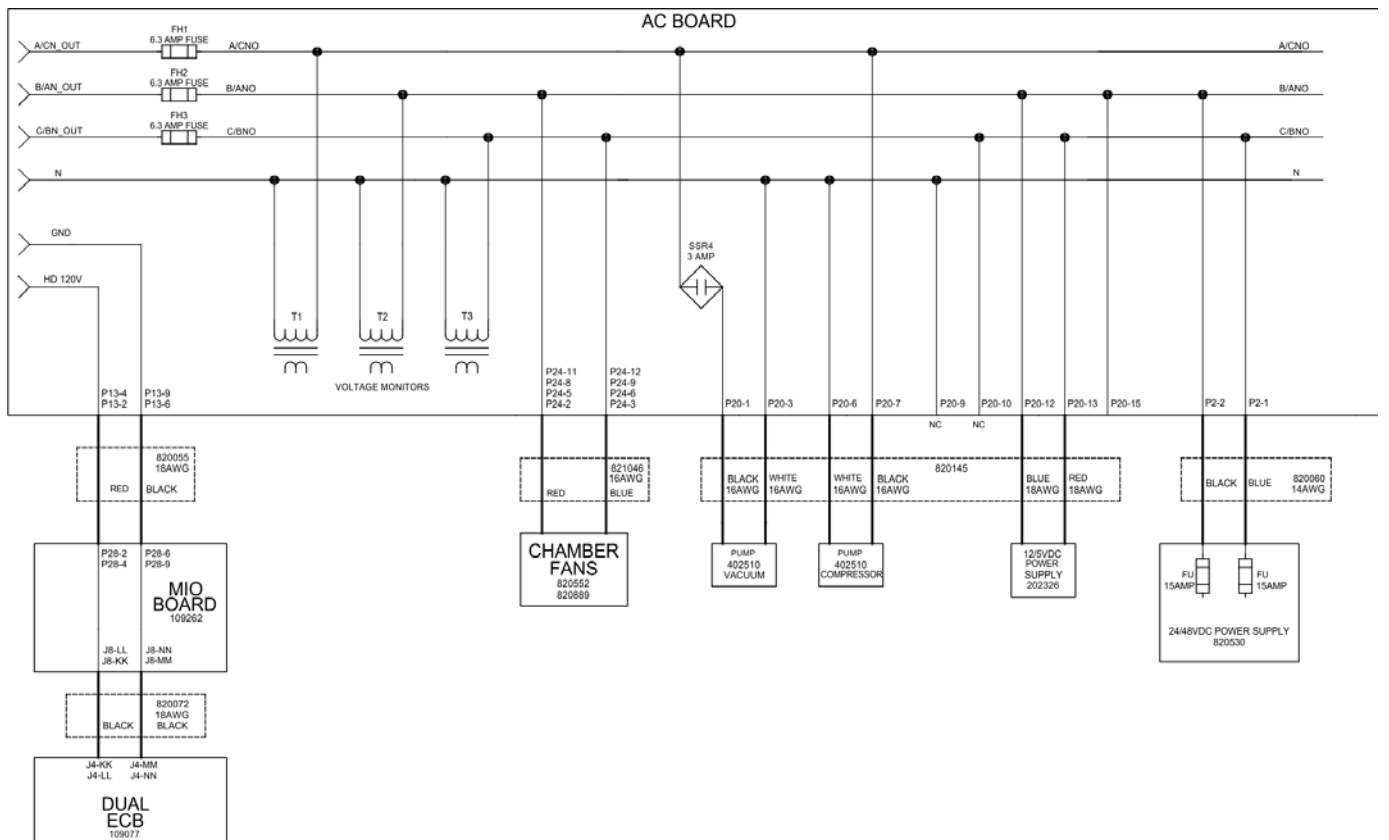 AC BOARD
FH1
6.3 AMP FUSE
A/CN_OUT
A/CNO
A/CNO
FH2
6.3 AMP FUSE
B/AN_OUT
B/ANO
B/ANO
FH3
6.3 AMP FUSE
C/BN_OUT
C/BNO
C/BNO
N
N
GND
HD 120V
SSR4
3 AMP
T1
T2
T3
VOLTAGE MONITORS
P13-4
P13-2
P13-9
P13-6
P24-11
P24-8
P24-5
P24-2
P24-12
P24-9
P24-6
P24-3
P20-1
P20-3
P20-6
P20-7
P20-9
P20-10
P20-12
P20-13
P20-15
P2-2
P2-1
NC
NC
820055
18AWG
RED
BLACK
821046
16AWG
RED
BLUE
820145
BLACK
16AWG
WHITE
16AWG
WHITE
16AWG
BLACK
16AWG
BLUE
18AWG
RED
18AWG
820060
14AWG
BLACK
BLUE
P28-2
P28-4
P28-6
P28-9
MIO
BOARD
109262
J8-LL
J8-KK
J8-NN
J8-MM
CHAMBER
FANS
820552
820889
PUMP
402510
VACUUM
PUMP
402510
COMPRESSOR
12/5VDC
POWER
SUPPLY
202326
FU
15AMP
FU
15AMP
24/48VDC POWER SUPPLY
820530
820072
18AWG
BLACK
BLACK
J4-KK
J4-LL
J4-MM
J4-NN
DUAL
ECB
109077